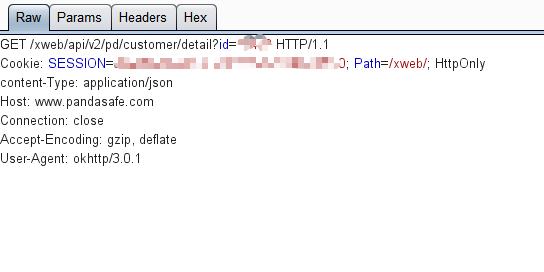 Raw Params Headers Hex
GET /xweb/api/v2/pd/customer/detail?id= HTTP/1.1
Cookie: SESSION= 0; Path=/xweb/; HttpOnly
content-Type: application/json
Host: www.pandasafe.com
Connection: close
Accept-Encoding: gzip, deflate
User-Agent: okhttp/3.0.1